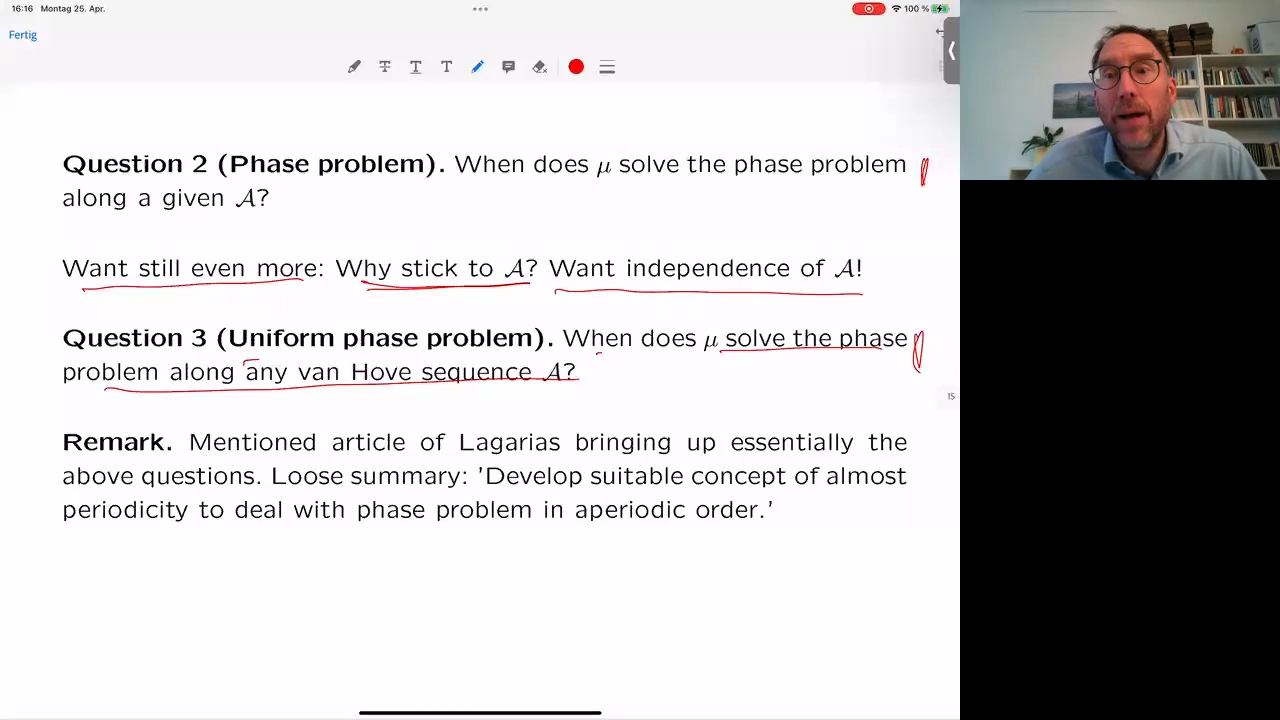 16:16 Montag 25. Apr.
100 %
Fertig
Question 2 (Phase problem). When does μ solve the phase problem
along a given 𝒜?
Want still even more: Why stick to 𝒜? Want independence of 𝒜!
Question 3 (Uniform phase problem). When does μ solve the phase
problem along any van Hove sequence 𝒜?
15
Remark. Mentioned article of Lagarias bringing up essentially the
above questions. Loose summary: 'Develop suitable concept of almost
periodicity to deal with phase problem in aperiodic order.'